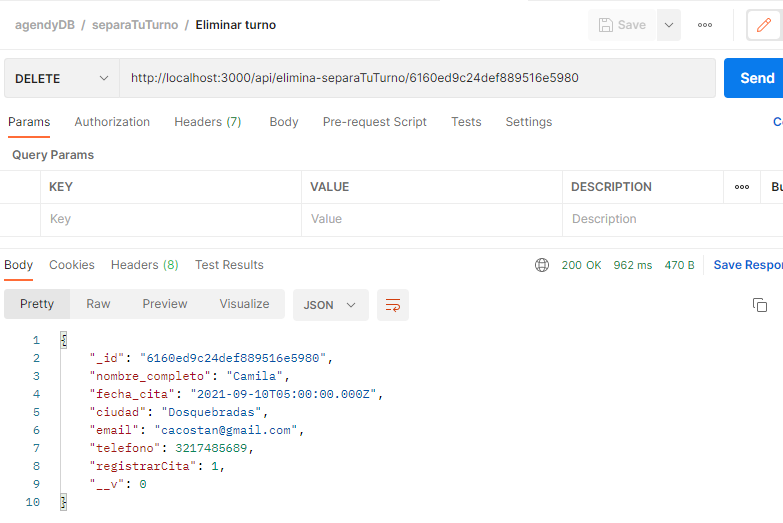 agendyDB / separaTuTurno / Eliminar turno Save
DELETE http://localhost:3000/api/elimina-separaTuTurno/6160ed9c24def889516e5980 Send
Params Authorization Headers (7) Body Pre-request Script Tests Settings C
Query Params
KEY VALUE DESCRIPTION Bu
Key Value Description
Body Cookies Headers (8) Test Results 200 OK 962 ms 470 B Save Respor
Pretty Raw Preview Visualize JSON
1 {
2 "_id": "6160ed9c24def889516e5980",
3 "nombre_completo": "Camila",
4 "fecha_cita": "2021-09-10T05:00:00.000Z",
5 "ciudad": "Dosquebradas",
6 "email": "cacostan@gmail.com",
7 "telefono": 3217485689,
8 "registrarCita": 1,
9 "__v": 0
10 }